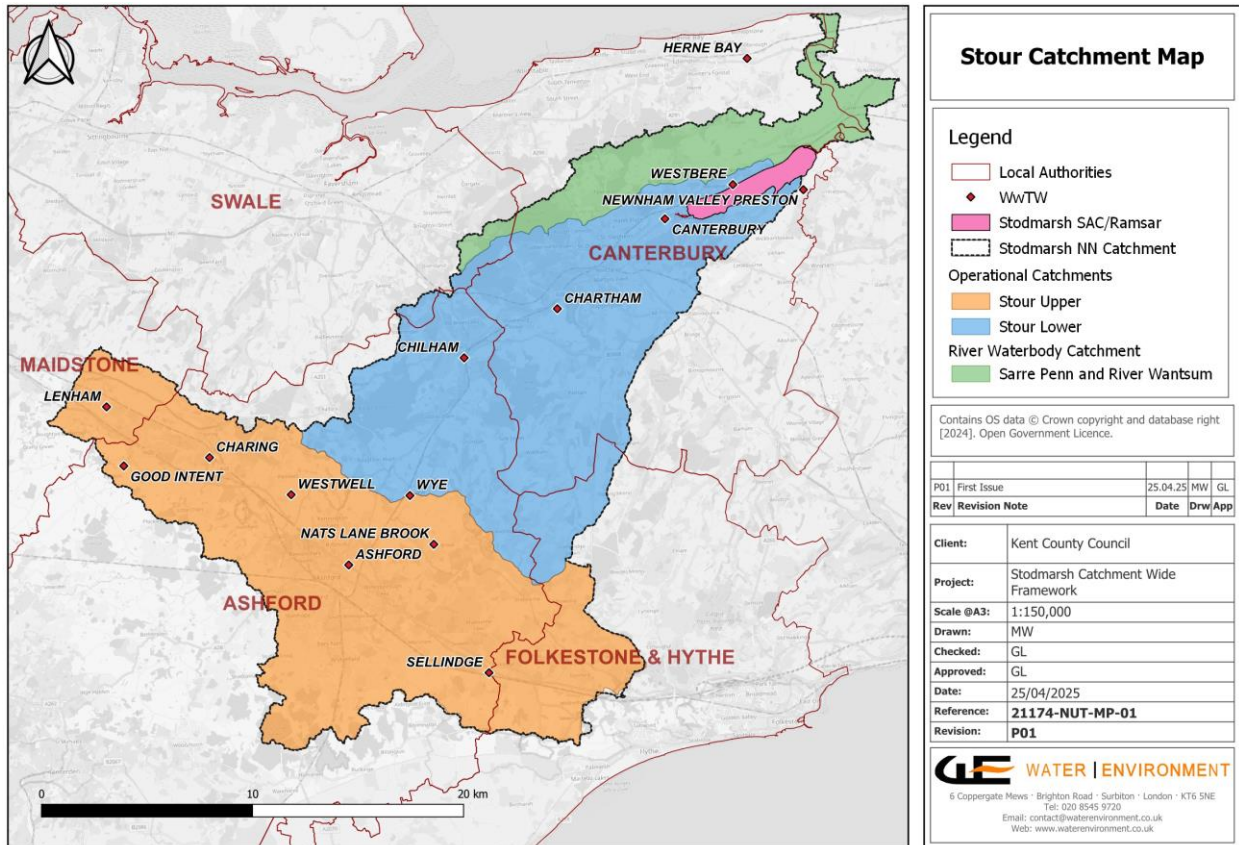 HERNE BAY
WESTBERE
SWALE
NEWNHAM VALLEY PRESTON
CANTERBURY
CANTERBURY
CHARTHAM
CHILHAM
MAIDSTONE
LENHAM
CHARING
GOOD INTENT
WESTWELL
WYE
NATS LANE BROOK
ASHFORD
ASHFORD
SELLINDGE
FOLKESTONE & HYTHE
0 10 20 km
Stour Catchment Map
Legend
Local Authorities
WwTW
Stodmarsh SAC/Ramsar
Stodmarsh NN Catchment
Operational Catchments
Stour Upper
Stour Lower
River Waterbody Catchment
Sarre Penn and River Wantsum
Contains OS data © Crown copyright and database right
[2024]. Open Government Licence.
P01 First Issue 25.04.25 MW GL
Rev Revision Note Date Drw App
Client: Kent County Council
Project: Stodmarsh Catchment Wide
Framework
Scale @A3: 1:150,000
Drawn: MW
Checked: GL
Approved: GL
Date: 25/04/2025
Reference: 21174-NUT-MP-01
Revision: P01
WATER | ENVIRONMENT
6 Coppergate Mews · Brighton Road · Surbiton · London · KT6 5NE
Tel: 020 8545 9720
Email: contact@waterenvironment.co.uk
Web: www.waterenvironment.co.uk